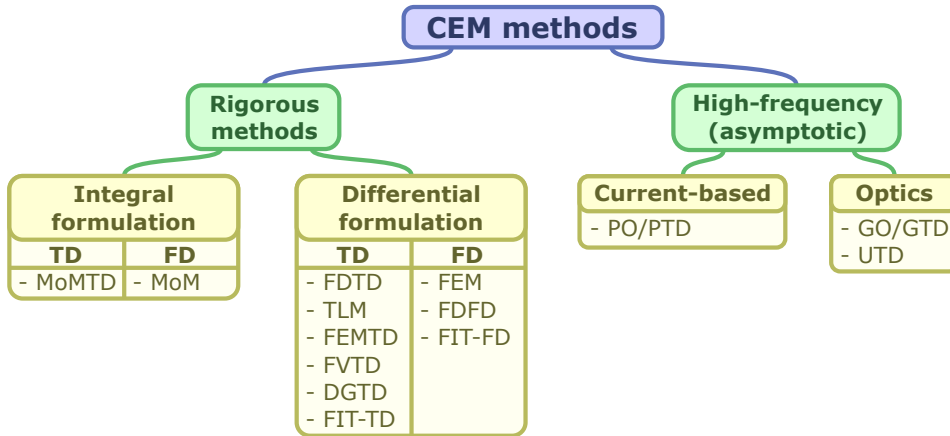 CEM methods
Rigorous
methods
High-frequency
(asymptotic)
Integral
formulation
TD FD
- MoMTD - MoM
Differential
formulation
TD FD
- FDTD - FEM
- TLM - FDFD
- FEMTD - FIT-FD
- FVTD
- DGTD
- FIT-TD
Current-based
- PO/PTD
Optics
- GO/GTD
- UTD